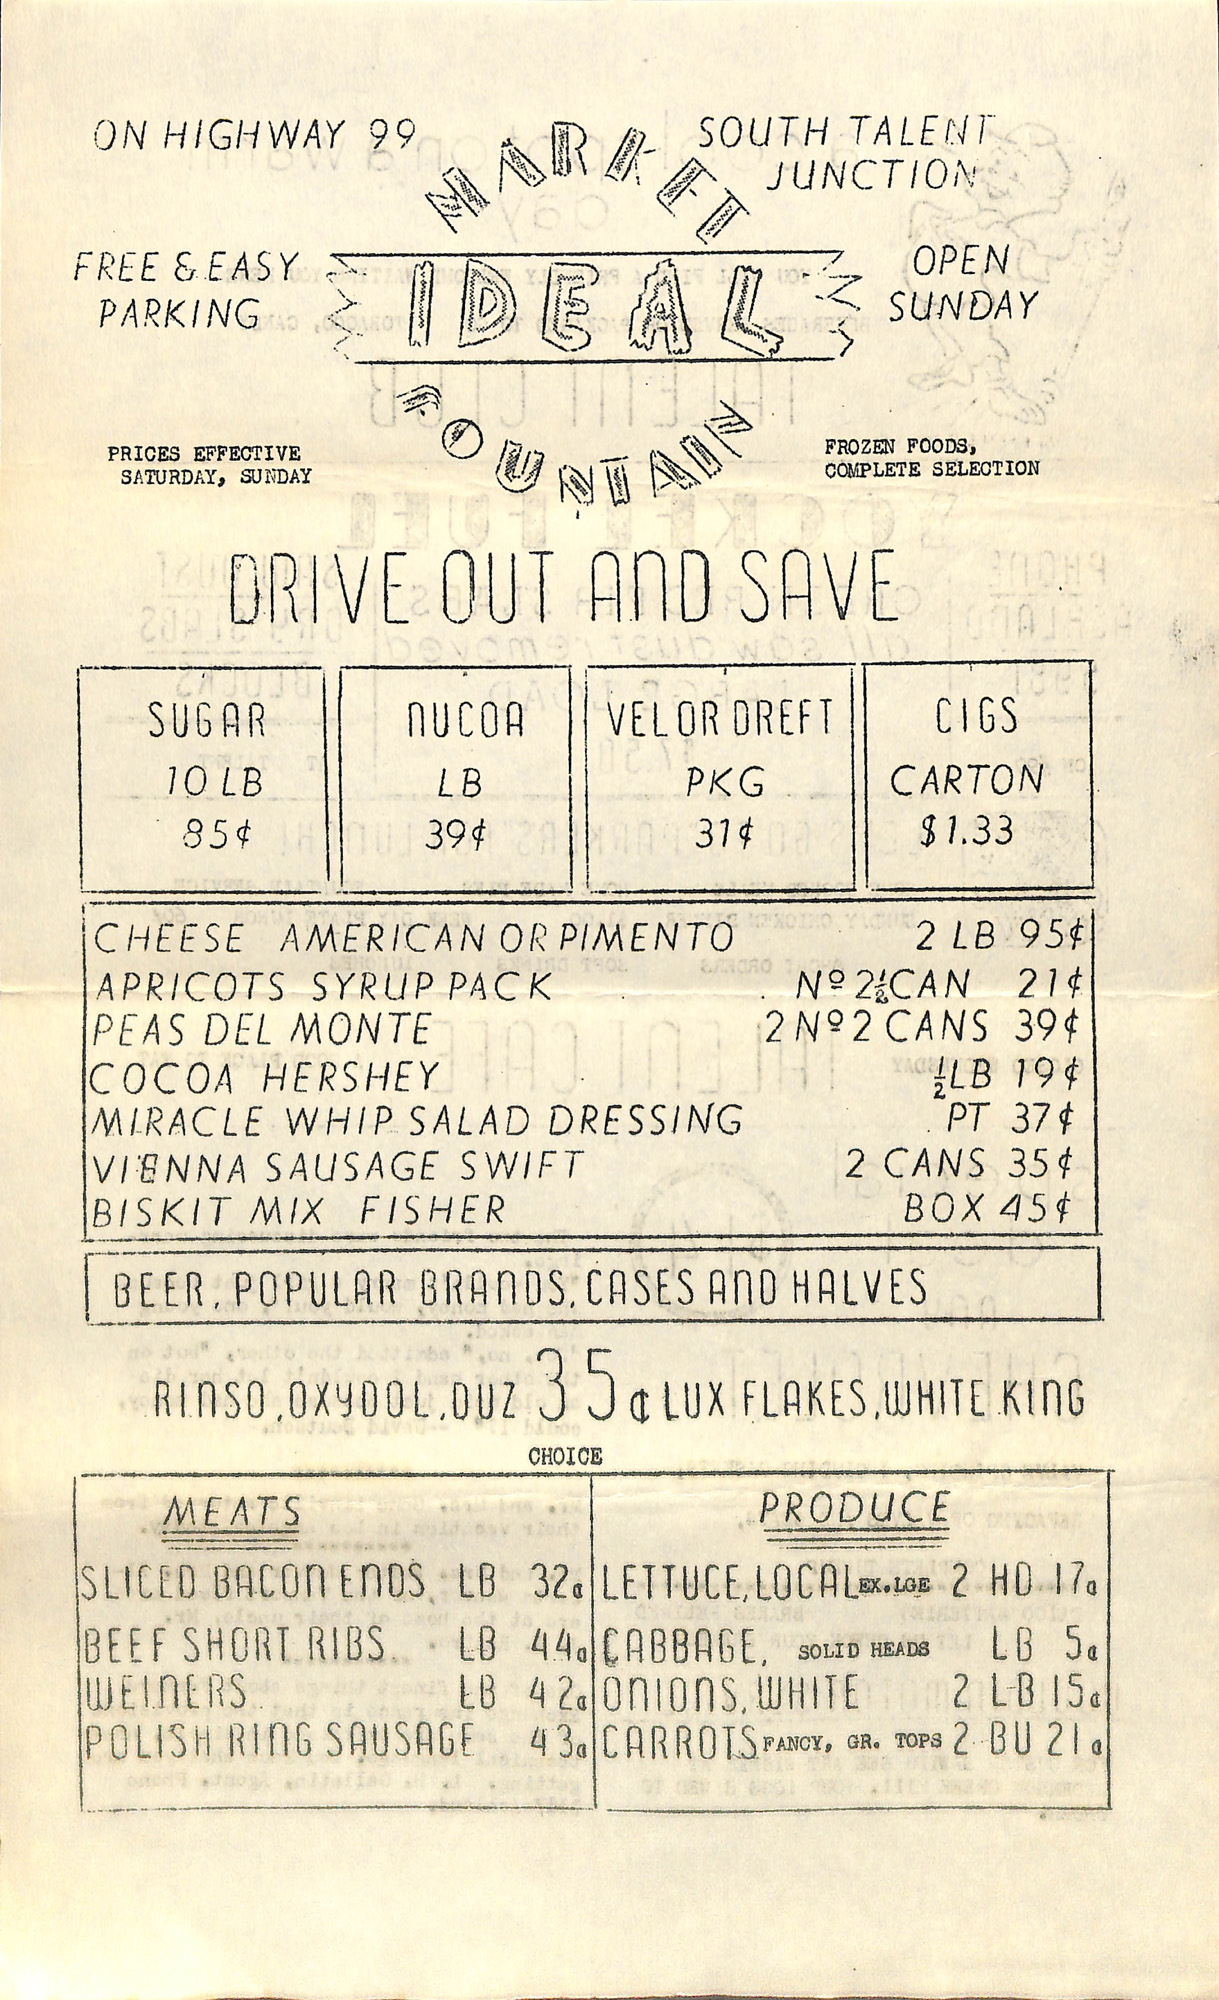 ON HIGHWAY 99
MARKET
SOUTH TALENT
JUNCTION
FREE & EASY
PARKING
IDEAL
OPEN
SUNDAY
FOUNTAIN
PRICES EFFECTIVE
SATURDAY, SUNDAY
FROZEN FOODS,
COMPLETE SELECTION
DRIVE OUT AND SAVE
SUGAR
10 LB
85¢
NUCOA
LB
39¢
VEL OR DREFT
PKG
31¢
CIGS
CARTON
$1.33
CHEESE AMERICAN OR PIMENTO 2 LB 95¢
APRICOTS SYRUP PACK Nº 2½ CAN 21¢
PEAS DEL MONTE 2 Nº 2 CANS 39¢
COCOA HERSHEY ½ LB 19¢
MIRACLE WHIP SALAD DRESSING PT 37¢
VIENNA SAUSAGE SWIFT 2 CANS 35¢
BISKIT MIX FISHER BOX 45¢
BEER, POPULAR BRANDS, CASES AND HALVES
RINSO, OXYDOL, DUZ 35¢ LUX FLAKES, WHITE KING
CHOICE
MEATS
SLICED BACON ENDS LB 32¢
BEEF SHORT RIBS LB 44¢
WEINERS LB 42¢
POLISH RING SAUSAGE 43¢
PRODUCE
LETTUCE, LOCAL EX.LGE 2 HD 17¢
CABBAGE, SOLID HEADS LB 5¢
ONIONS, WHITE 2 LB 15¢
CARROTS FANCY, GR. TOPS 2 BU 21¢